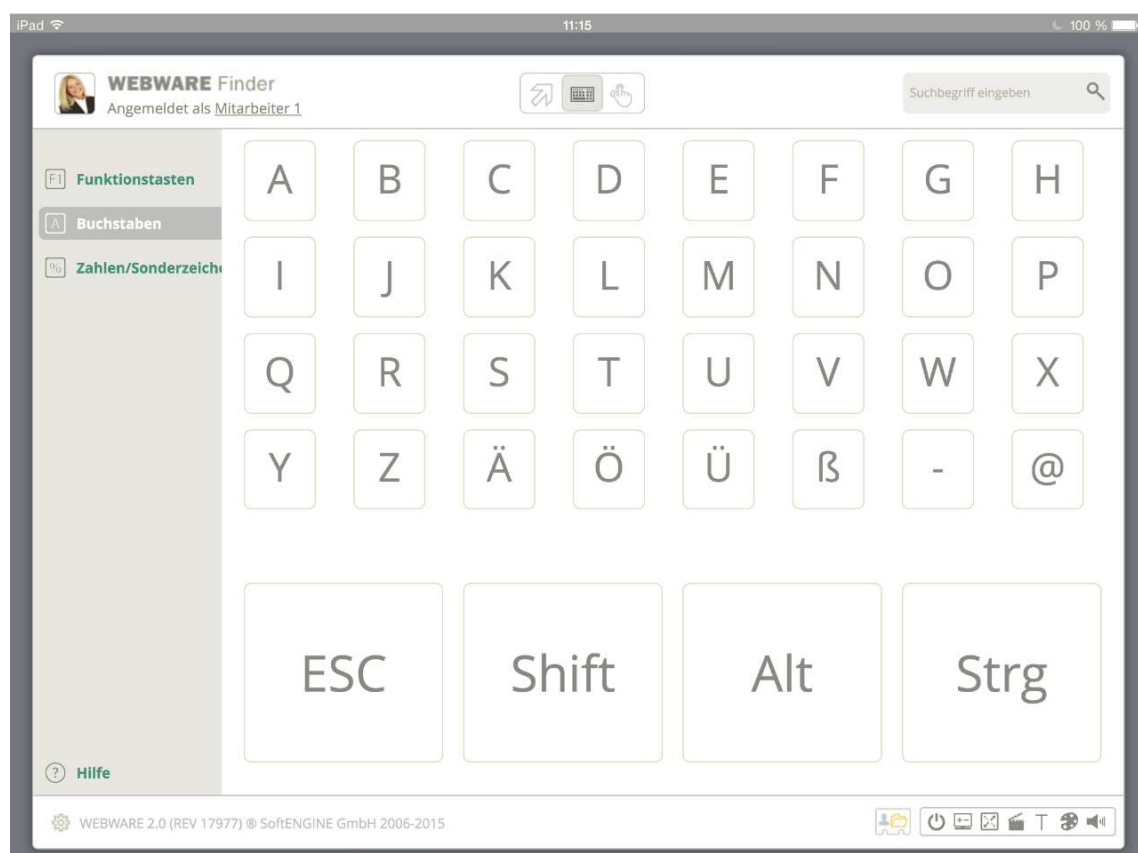 iPad 11:15 100 %
WEBWARE Finder
Angemeldet als Mitarbeiter 1
Suchbegriff eingeben
F1 Funktionstasten
A Buchstaben
% Zahlen/Sonderzeiche
A B C D E F G H
I J K L M N O P
Q R S T U V W X
Y Z Ä Ö Ü ß - @
ESC Shift Alt Strg
? Hilfe
WEBWARE 2.0 (REV 17977) ® SoftENGINE GmbH 2006-2015
T